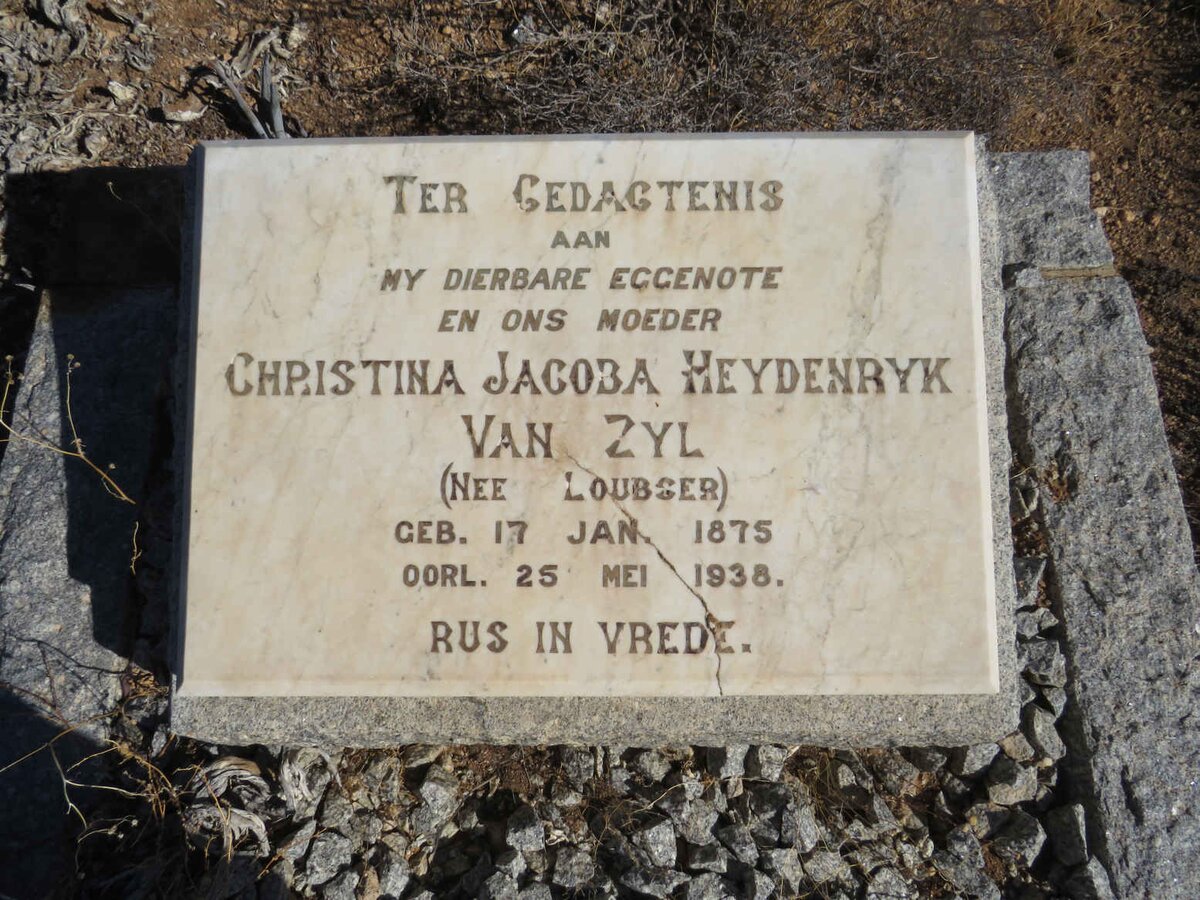 TER GEDAGTENIS
AAN
MY DIERBARE EGGENOTE
EN ONS MOEDER
CHRISTINA JACOBA HEYDENRYK
VAN ZYL
(NEE LOUBSER)
GEB. 17 JAN. 1875
OORL. 25 MEI 1938.
RUS IN VREDE.